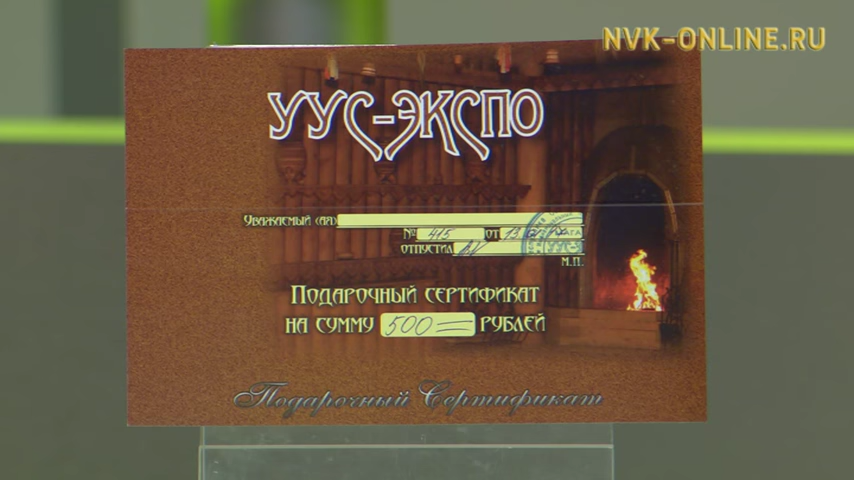 NVK-ONLINE.RU
УУС-ЭКСПО
Уважаемый (ая)
№ 415 от
отпустил
М.П.
Подарочный сертификат
на сумму 500= рублей
Подарочный Сертификат